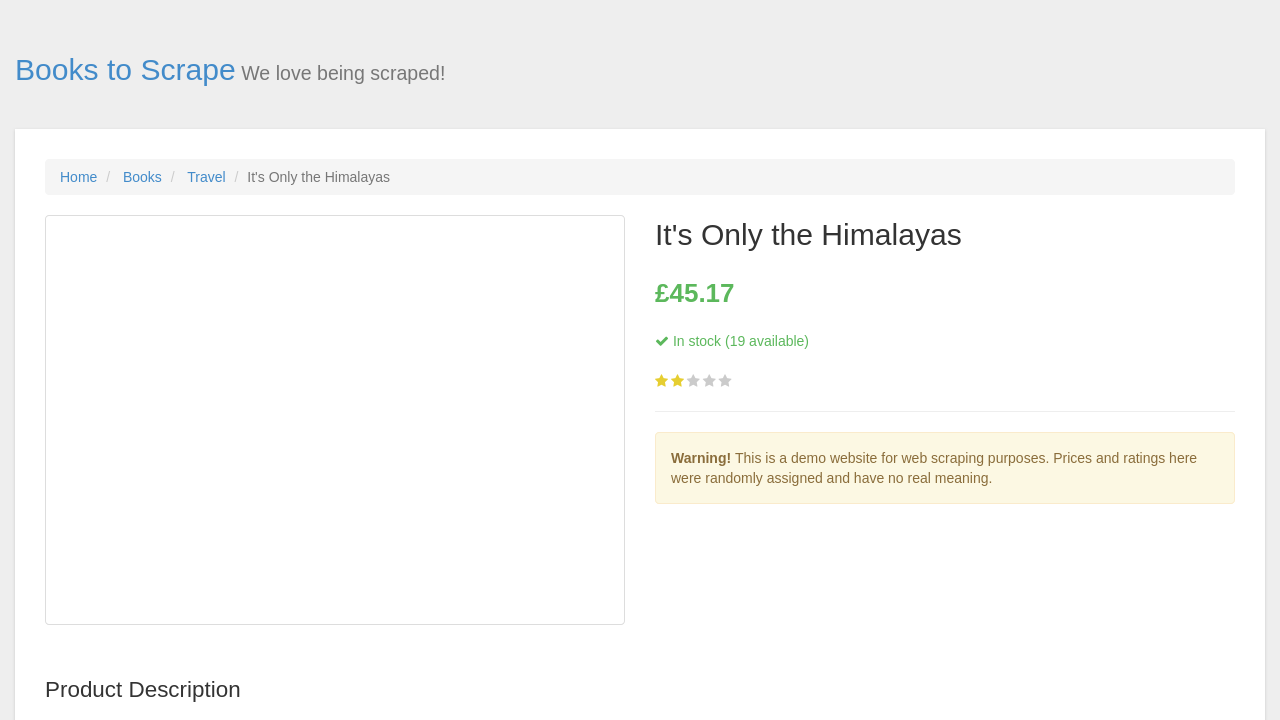 Books to Scrape We love being scraped!
Home / Books / Travel / It's Only the Himalayas
It's Only the Himalayas
£45.17
In stock (19 available)
Warning! This is a demo website for web scraping purposes. Prices and ratings here
were randomly assigned and have no real meaning.
Product Description